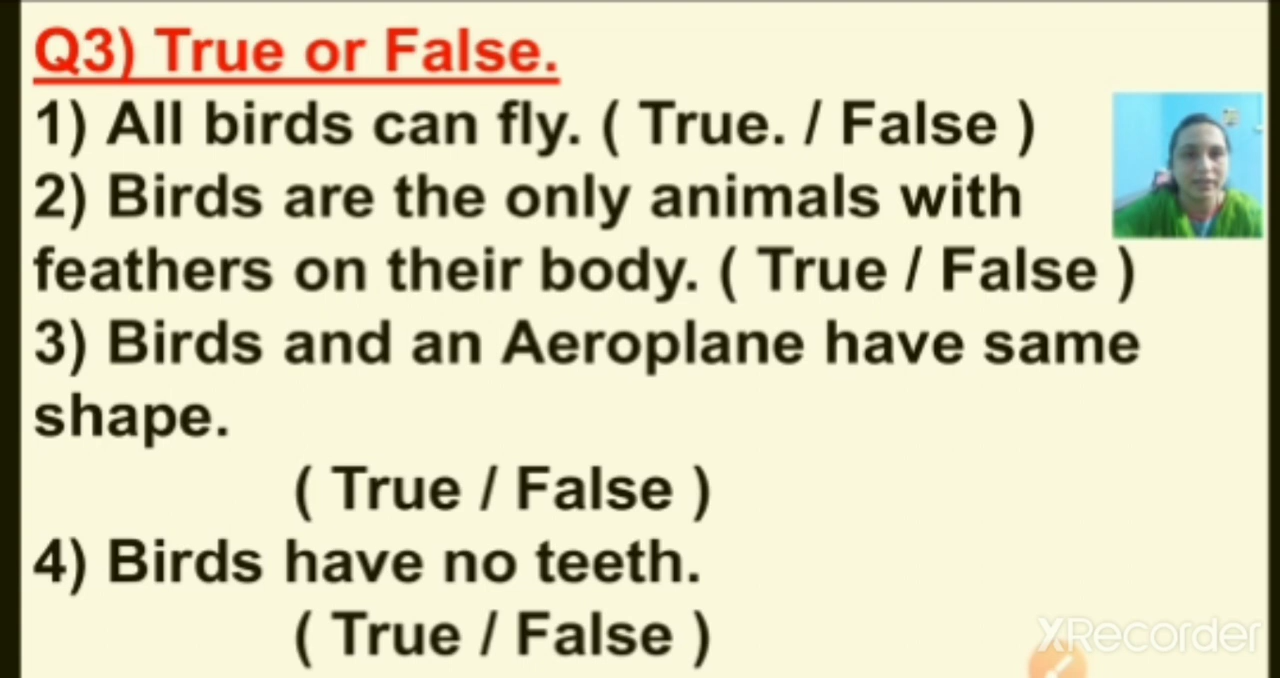 Q3) True or False.
1) All birds can fly. ( True. / False )
2) Birds are the only animals with
feathers on their body. ( True / False )
3) Birds and an Aeroplane have same
shape.
( True / False )
4) Birds have no teeth.
( True / False )
XRecorder